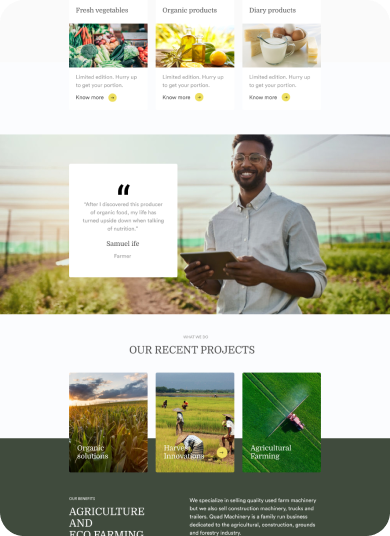 Fresh vegetables
Organic products
Diary products
Limited edition. Hurry up
to get your portion.
Limited edition. Hurry up
to get your portion.
Limited edition. Hurry up
to get your portion.
Know more
Know more
Know more
“
"After I discovered this producer
of organic food, my life has
turned upside down when talking
of nutrition."
Samuel ife
Farmer
WHAT WE DO
OUR RECENT PROJECTS
Organic
solutions
Harvest
Innovations
Agricultural
Farming
OUR BENEFITS
AGRICULTURE
AND
ECO FARMING
We specialize in selling quality used farm machinery
but we also sell construction machinery, trucks and
trailers. Quad Machinery is a family run business
dedicated to the agricultural, construction, grounds
and forestry industry.